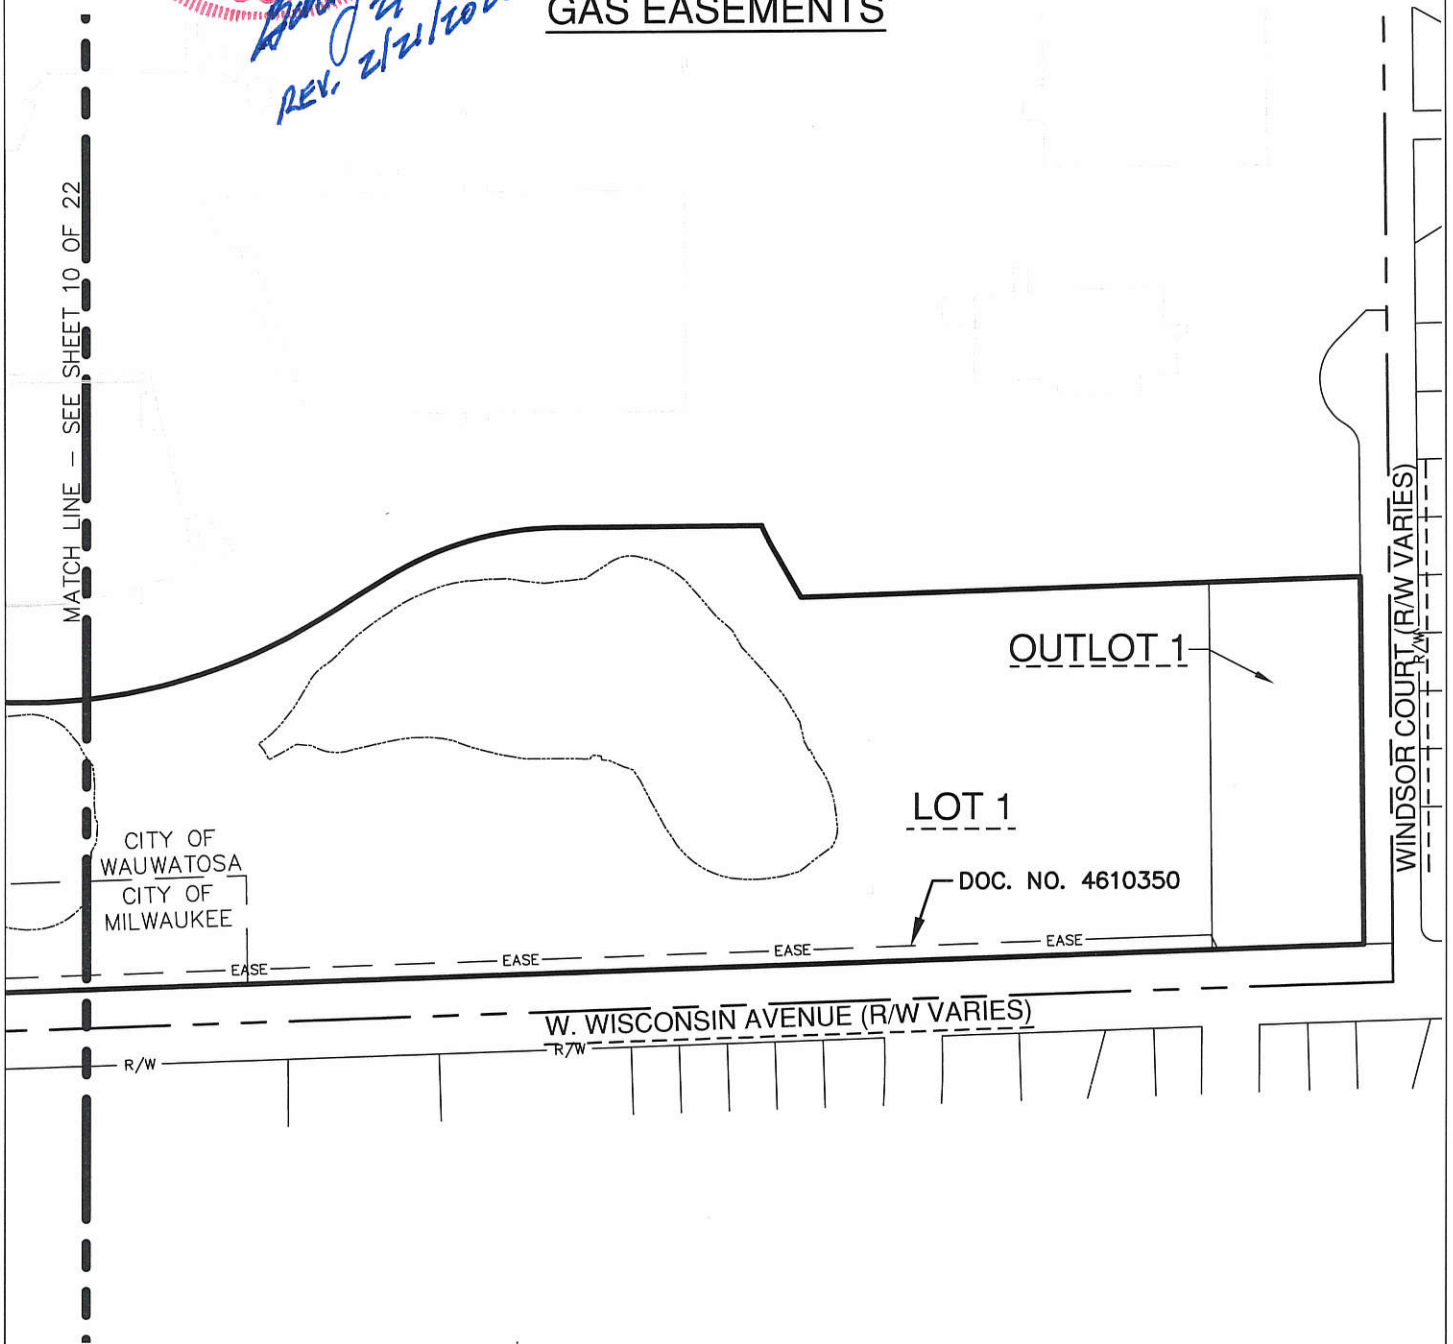 GAS EASEMENTS
REV. 2/21/20
MATCH LINE – SEE SHEET 10 OF 22
OUTLOT 1
WINDSOR COURT (R/W VARIES)
R/W
LOT 1
CITY OF
WAUWATOSA
CITY OF
MILWAUKEE
DOC. NO. 4610350
EASE
EASE
EASE
EASE
W. WISCONSIN AVENUE (R/W VARIES)
R/W
R/W